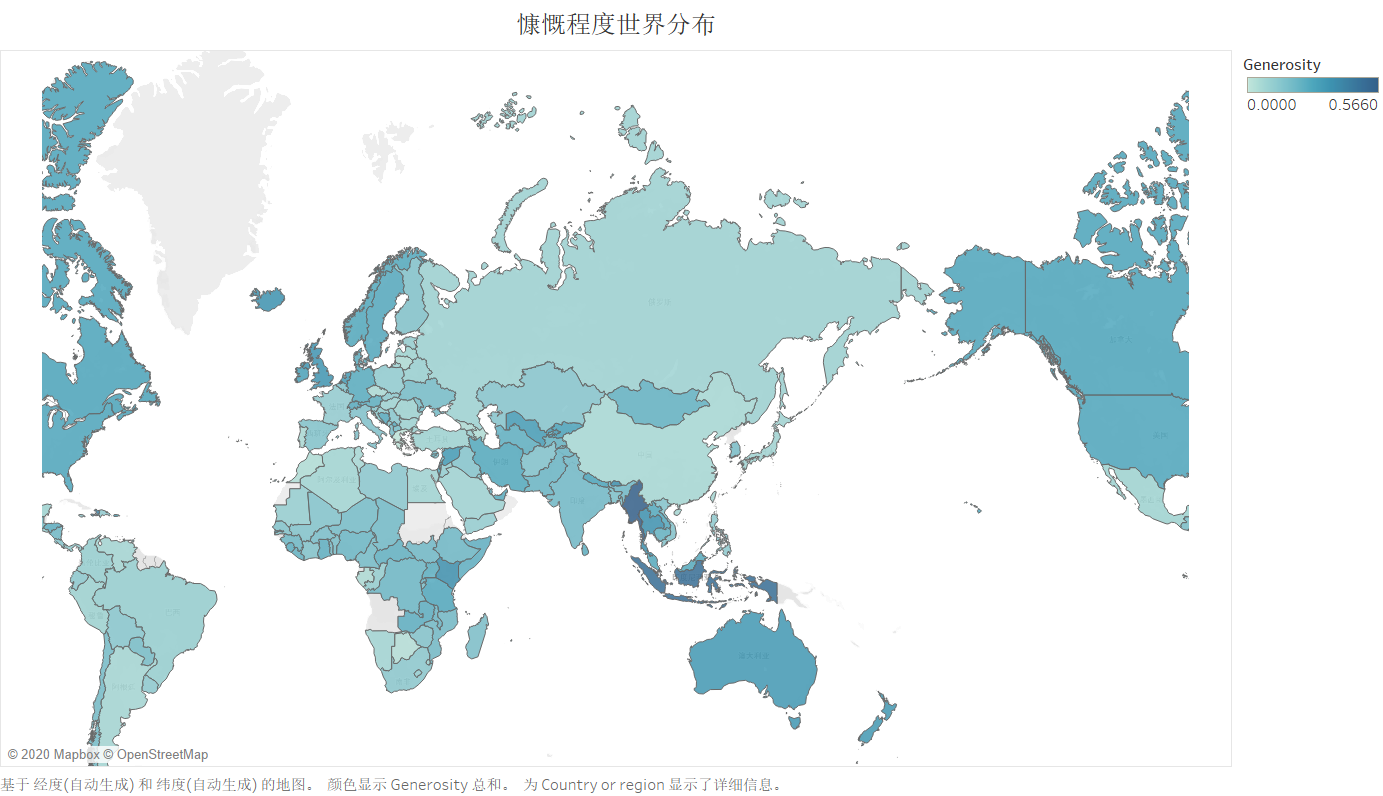 慷慨程度世界分布
Generosity
0.0000 0.5660
© 2020 Mapbox © OpenStreetMap
基于 经度(自动生成) 和 纬度(自动生成) 的地图。 颜色显示 Generosity 总和。 为 Country or region 显示了详细信息。